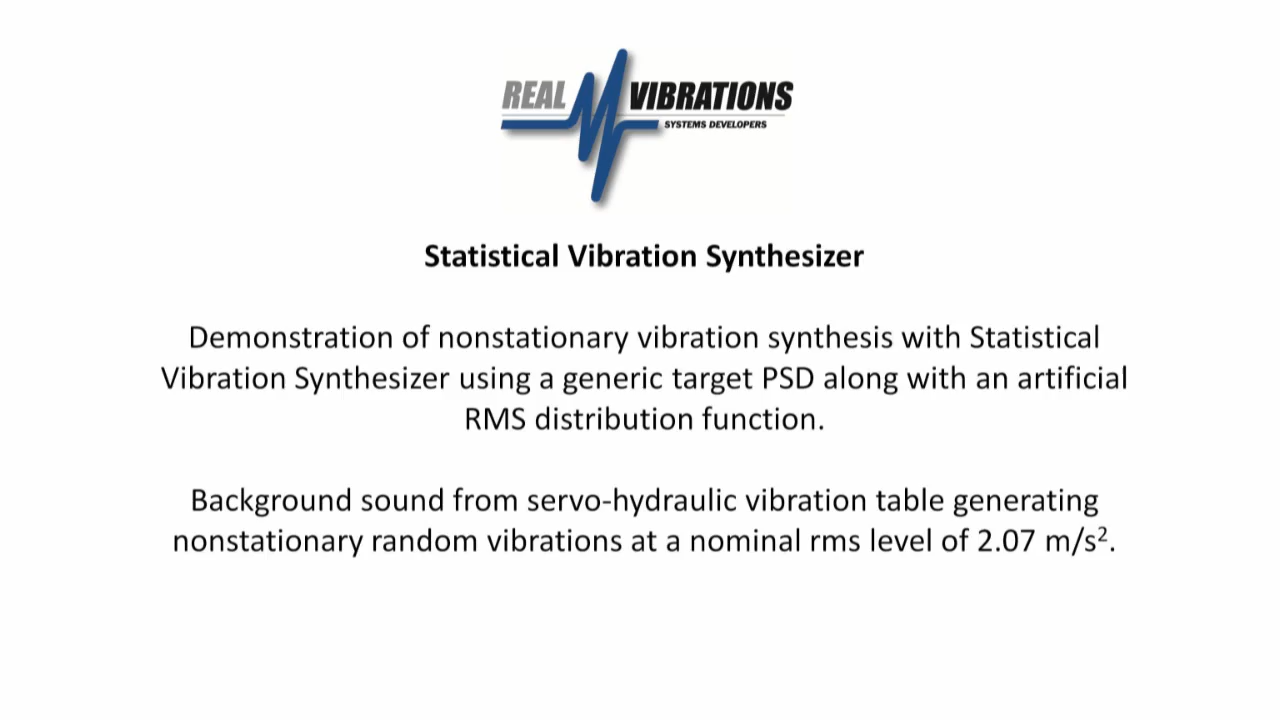 REAL VIBRATIONS
SYSTEMS DEVELOPERS
Statistical Vibration Synthesizer
Demonstration of nonstationary vibration synthesis with Statistical
Vibration Synthesizer using a generic target PSD along with an artificial
RMS distribution function.
Background sound from servo-hydraulic vibration table generating
nonstationary random vibrations at a nominal rms level of 2.07 m/s².